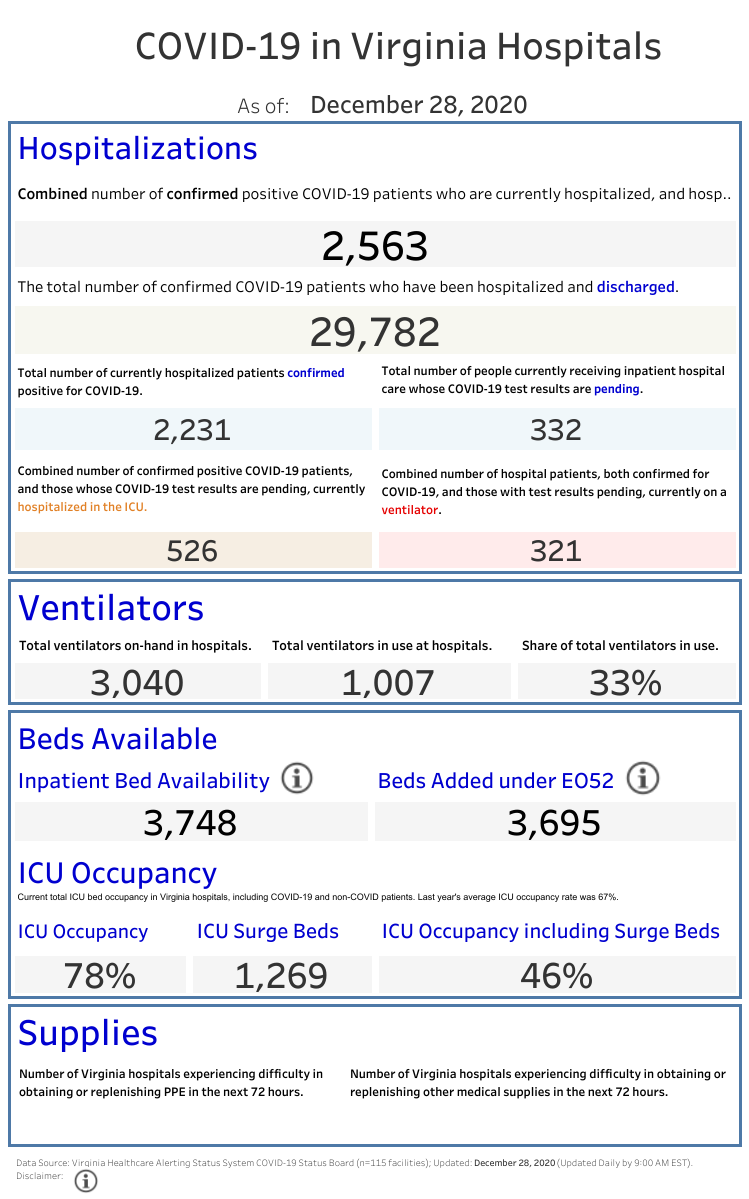 COVID-19 in Virginia Hospitals
As of: December 28, 2020
Hospitalizations
Combined number of confirmed positive COVID-19 patients who are currently hospitalized, and hosp..
2,563
The total number of confirmed COVID-19 patients who have been hospitalized and discharged.
29,782
Total number of currently hospitalized patients confirmed
positive for COVID-19.
Total number of people currently receiving inpatient hospital
care whose COVID-19 test results are pending.
2,231
332
Combined number of confirmed positive COVID-19 patients,
and those whose COVID-19 test results are pending, currently
hospitalized in the ICU.
Combined number of hospital patients, both confirmed for
COVID-19, and those with test results pending, currently on a
ventilator.
526
321
Ventilators
Total ventilators on-hand in hospitals.
Total ventilators in use at hospitals.
Share of total ventilators in use.
3,040
1,007
33%
Beds Available
Inpatient Bed Availability
Beds Added under EO52
3,748
3,695
ICU Occupancy
Current total ICU bed occupancy in Virginia hospitals, including COVID-19 and non-COVID patients. Last year's average ICU occupancy rate was 67%.
ICU Occupancy
ICU Surge Beds
ICU Occupancy including Surge Beds
78%
1,269
46%
Supplies
Number of Virginia hospitals experiencing difficulty in
obtaining or replenishing PPE in the next 72 hours.
Number of Virginia hospitals experiencing difficulty in obtaining or
replenishing other medical supplies in the next 72 hours.
Data Source: Virginia Healthcare Alerting Status System COVID-19 Status Board (n=115 facilities); Updated: December 28, 2020 (Updated Daily by 9:00 AM EST).
Disclaimer: